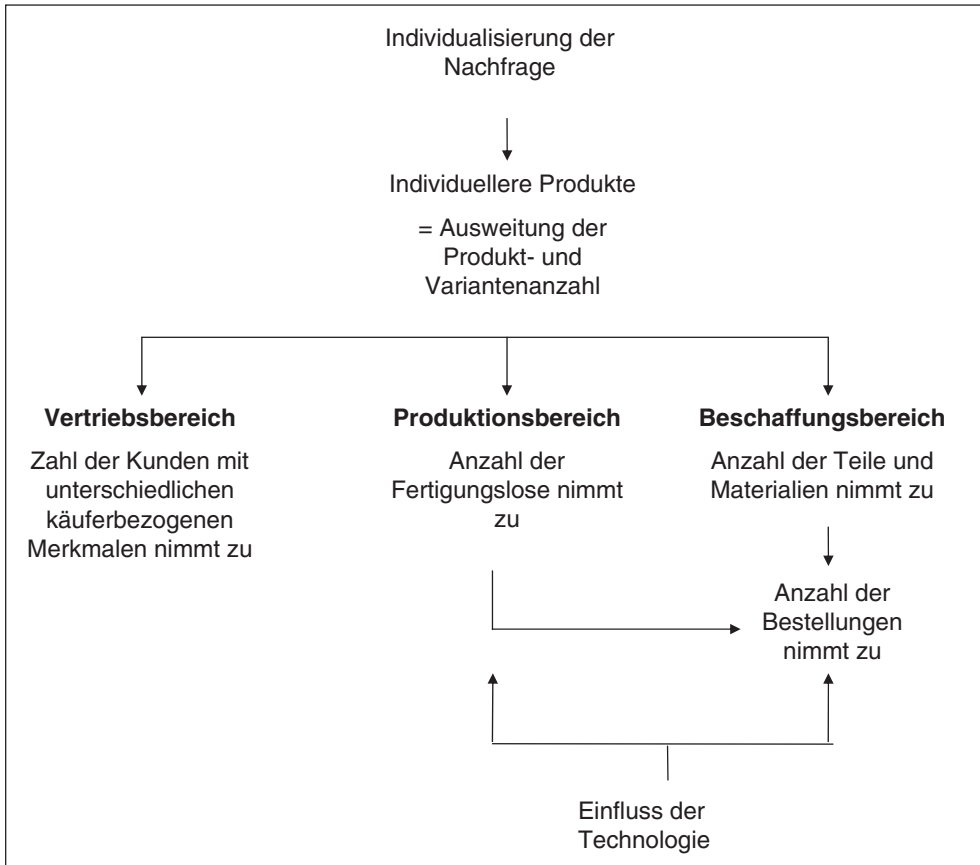 Individualisierung der
Nachfrage
Individuellere Produkte
= Ausweitung der
Produkt- und
Variantenanzahl
Vertriebsbereich
Zahl der Kunden mit
unterschiedlichen
käuferbezogenen
Merkmalen nimmt zu
Produktionsbereich
Anzahl der
Fertigungslose nimmt
zu
Beschaffungsbereich
Anzahl der Teile und
Materialien nimmt zu
Anzahl der
Bestellungen
nimmt zu
Einfluss der
Technologie